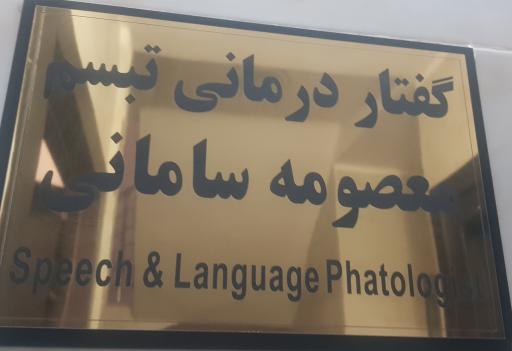 گفتار درمانی تبسم
معصومه سامانی
Speech & Language Phatologist